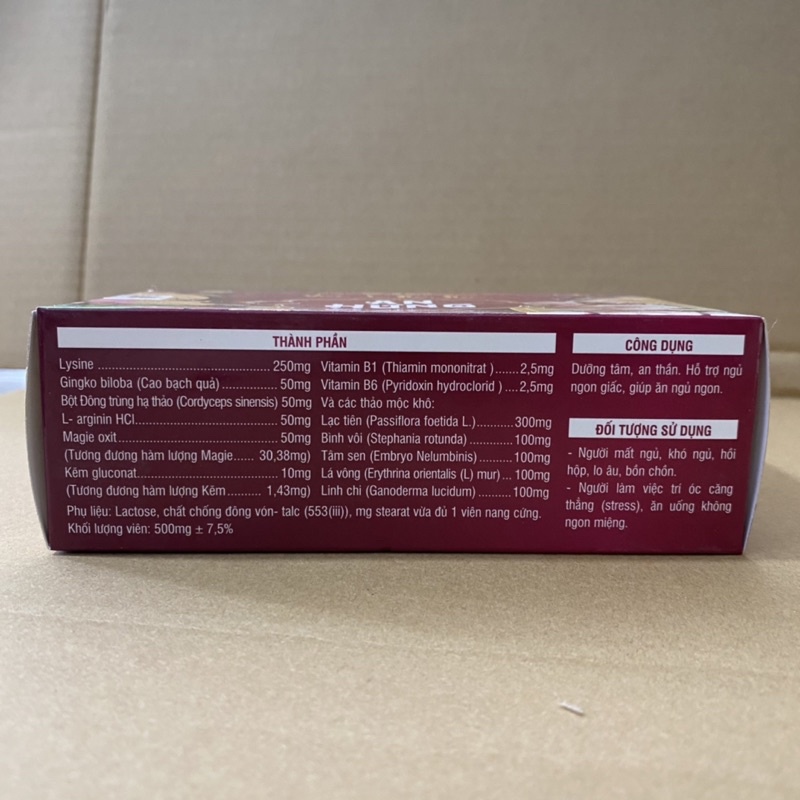 THÀNH PHẦN
Lysine ........................................ 250mg
Gingko biloba (Cao bạch quả) .............. 50mg
Bột Đông trùng hạ thảo (Cordyceps sinensis) 50mg
L- arginin HCl.................................. 50mg
Magie oxit ...................................... 50mg
(Tương đương hàm lượng Magie...... 30,38mg)
Kẽm gluconat ................................. 10mg
(Tương đương hàm lượng Kẽm.......... 1,43mg)
Vitamin B1 (Thiamin mononitrat )....... 2,5mg
Vitamin B6 (Pyridoxin hydroclorid ) .... 2,5mg
Và các thảo mộc khô:
Lạc tiên (Passiflora foetida L.).......... 300mg
Bình vôi (Stephania rotunda) ............ 100mg
Tâm sen (Embryo Nelumbinis) .......... 100mg
Lá vông (Erythrina orientalis (L) mur)... 100mg
Linh chi (Ganoderma lucidum) .......... 100mg
Phụ liệu: Lactose, chất chống đông vón- talc (553(iii)), mg stearat vừa đủ 1 viên nang cứng.
Khối lượng viên: 500mg ± 7,5%
CÔNG DỤNG
Dưỡng tâm, an thần. Hỗ trợ ngủ
ngon giấc, giúp ăn ngủ ngon.
ĐỐI TƯỢNG SỬ DỤNG
- Người mất ngủ, khó ngủ, hồi
hộp, lo âu, bồn chồn.
- Người làm việc trí óc căng
thẳng (stress), ăn uống không
ngon miệng.